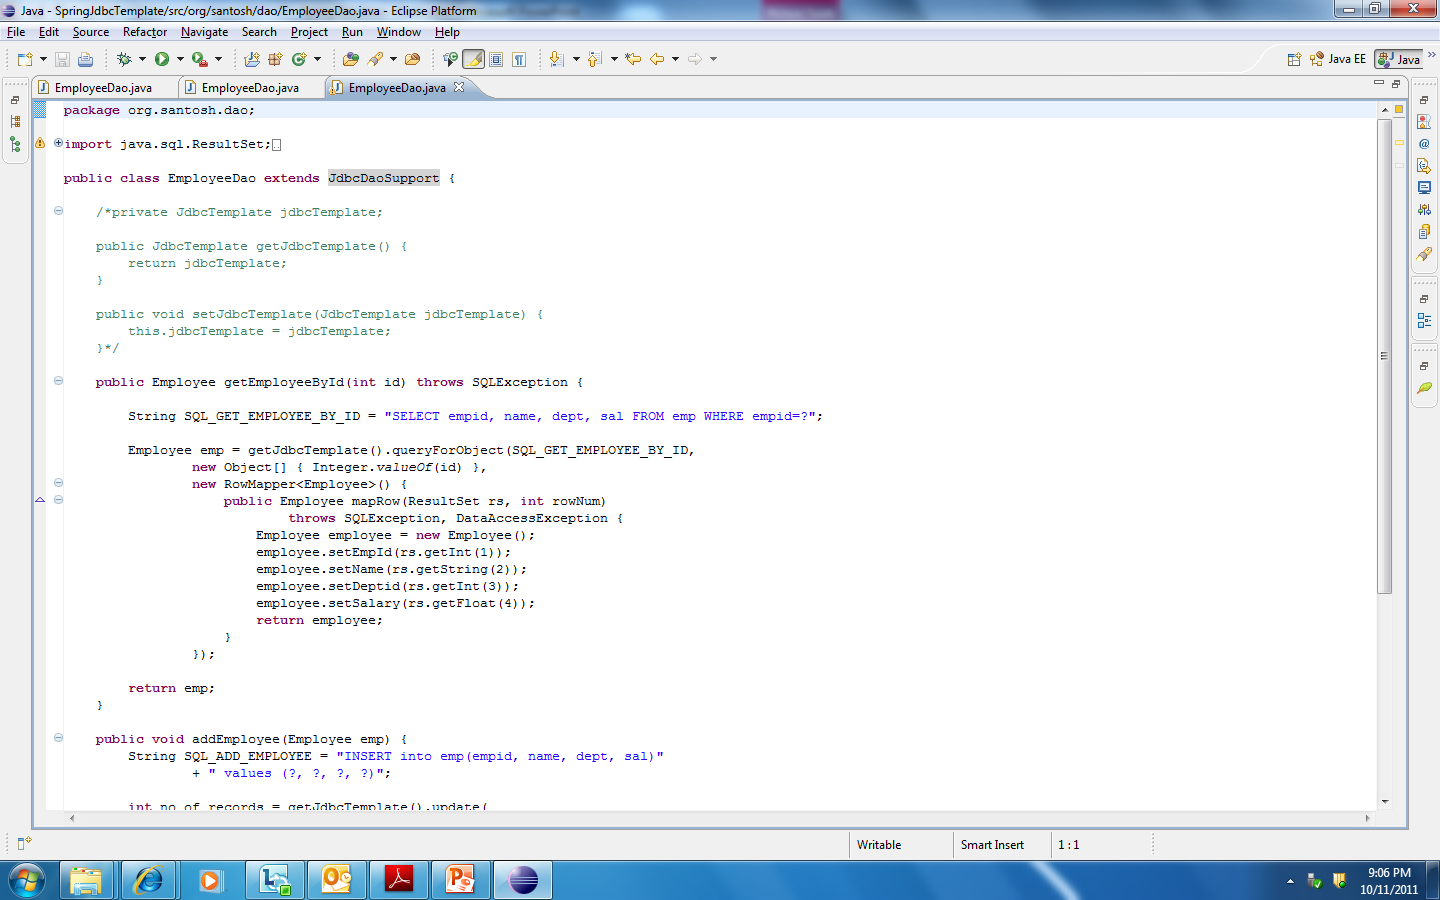 Java - SpringJdbcTemplate/src/org/santosh/dao/EmployeeDao.java - Eclipse Platform
File Edit Source Refactor Navigate Search Project Run Window Help
Java EE Java
EmployeeDao.java EmployeeDao.java EmployeeDao.java
package org.santosh.dao;
import java.sql.ResultSet;
public class EmployeeDao extends JdbcDaoSupport {
/*private JdbcTemplate jdbcTemplate;
public JdbcTemplate getJdbcTemplate() {
return jdbcTemplate;
}
public void setJdbcTemplate(JdbcTemplate jdbcTemplate) {
this.jdbcTemplate = jdbcTemplate;
}*/
public Employee getEmployeeById(int id) throws SQLException {
String SQL_GET_EMPLOYEE_BY_ID = "SELECT empid, name, dept, sal FROM emp WHERE empid=?";
Employee emp = getJdbcTemplate().queryForObject(SQL_GET_EMPLOYEE_BY_ID,
new Object[] { Integer.valueOf(id) },
new RowMapper<Employee>() {
public Employee mapRow(ResultSet rs, int rowNum)
throws SQLException, DataAccessException {
Employee employee = new Employee();
employee.setEmpId(rs.getInt(1));
employee.setName(rs.getString(2));
employee.setDeptid(rs.getInt(3));
employee.setSalary(rs.getFloat(4));
return employee;
}
});
return emp;
}
public void addEmployee(Employee emp) {
String SQL_ADD_EMPLOYEE = "INSERT into emp(empid, name, dept, sal)"
+ " values (?, ?, ?, ?)";
int no_of_records = getJdbcTemplate().update(
Writable Smart Insert 1 : 1
9:06 PM
10/11/2011